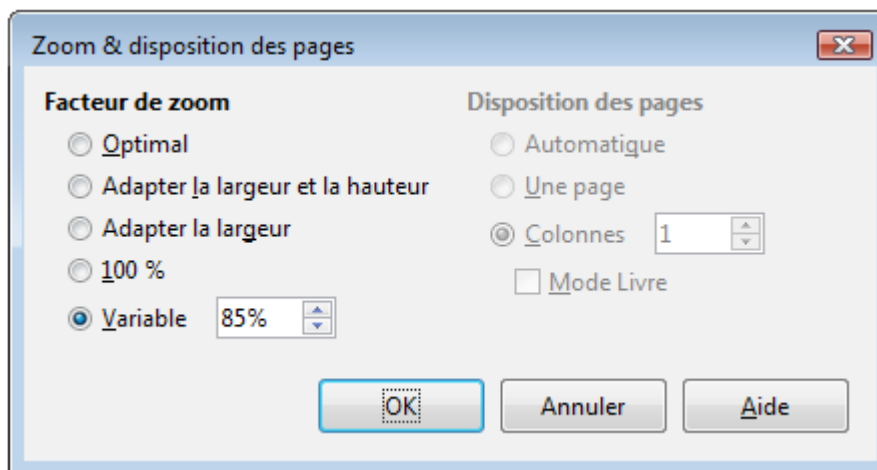 Zoom & disposition des pages
Facteur de zoom
Optimal
Adapter la largeur et la hauteur
Adapter la largeur
100 %
Variable 85%
Disposition des pages
Automatique
Une page
Colonnes 1
Mode Livre
OK Annuler Aide